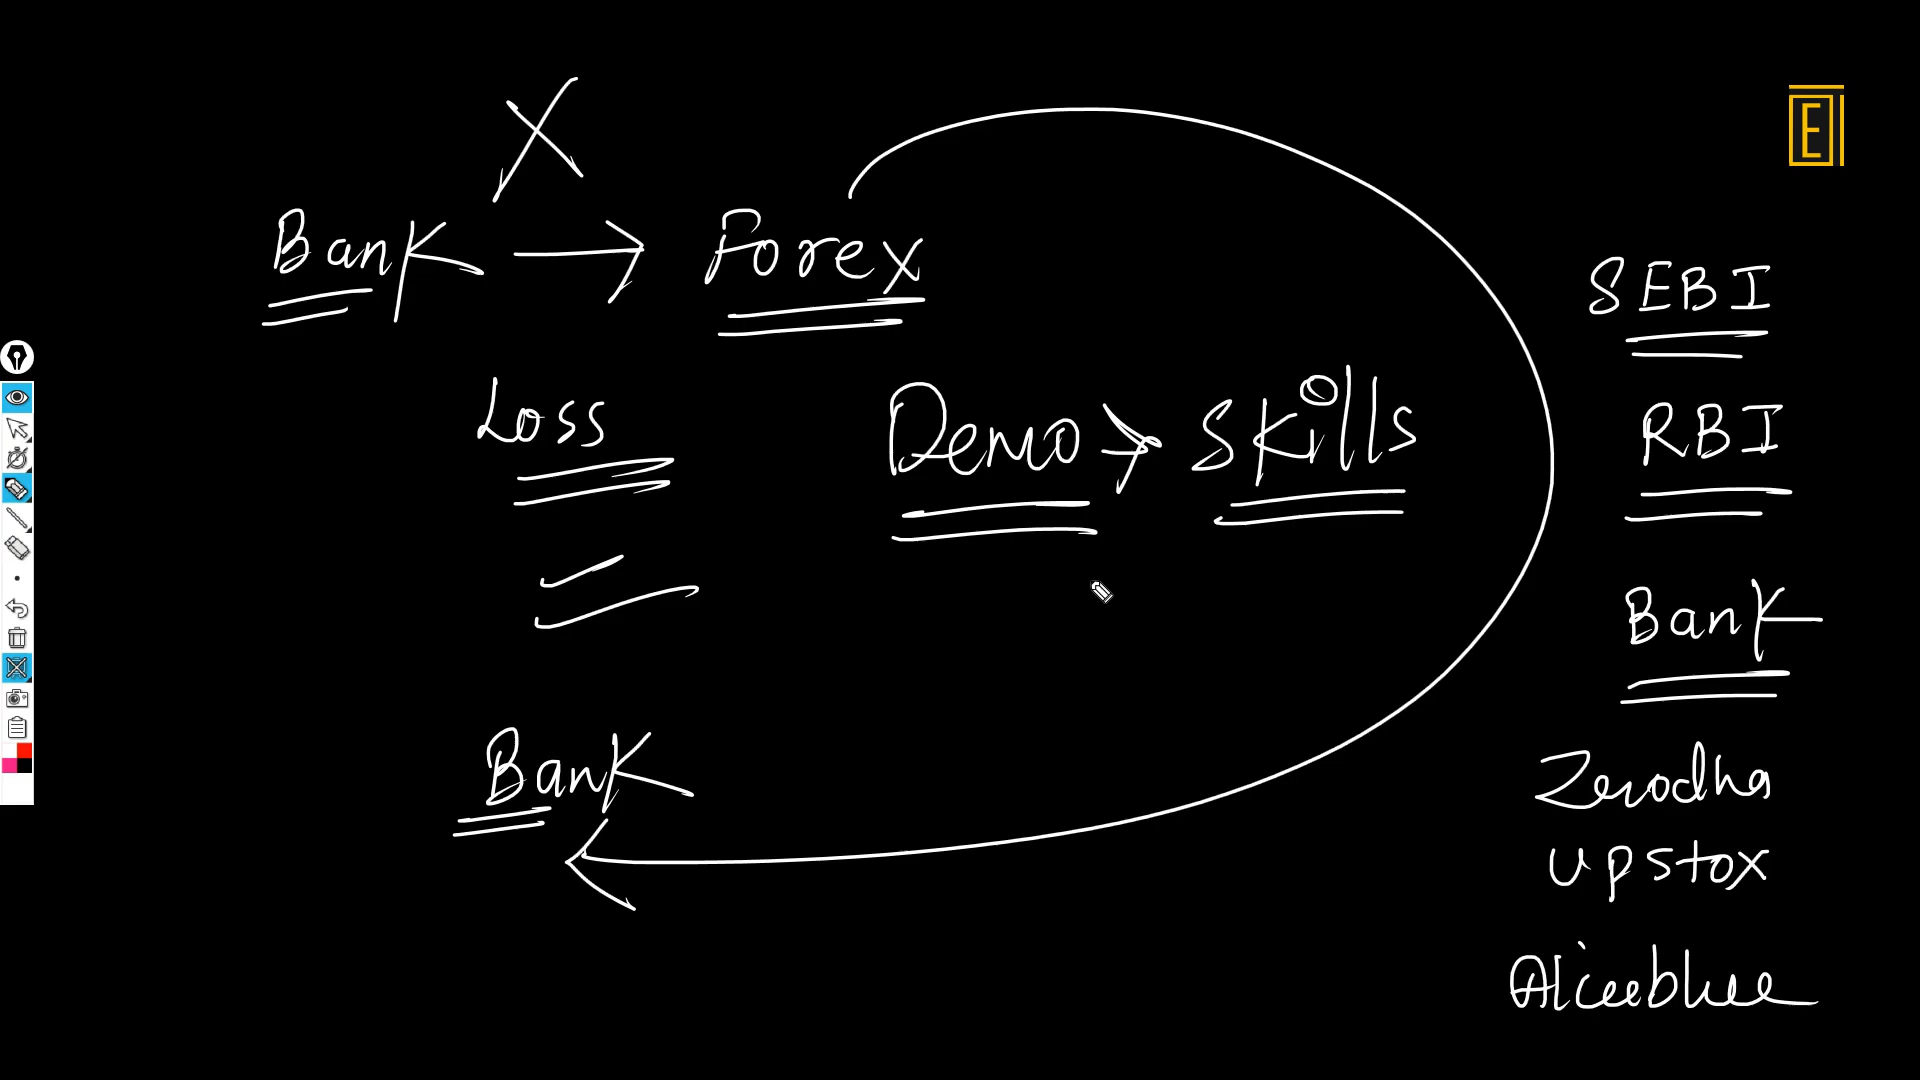 X
Bank → Forex
Loss
Demo → Skills
Bank
E
SEBI
RBI
Bank
Zerodha
Upstox
Aliceblue